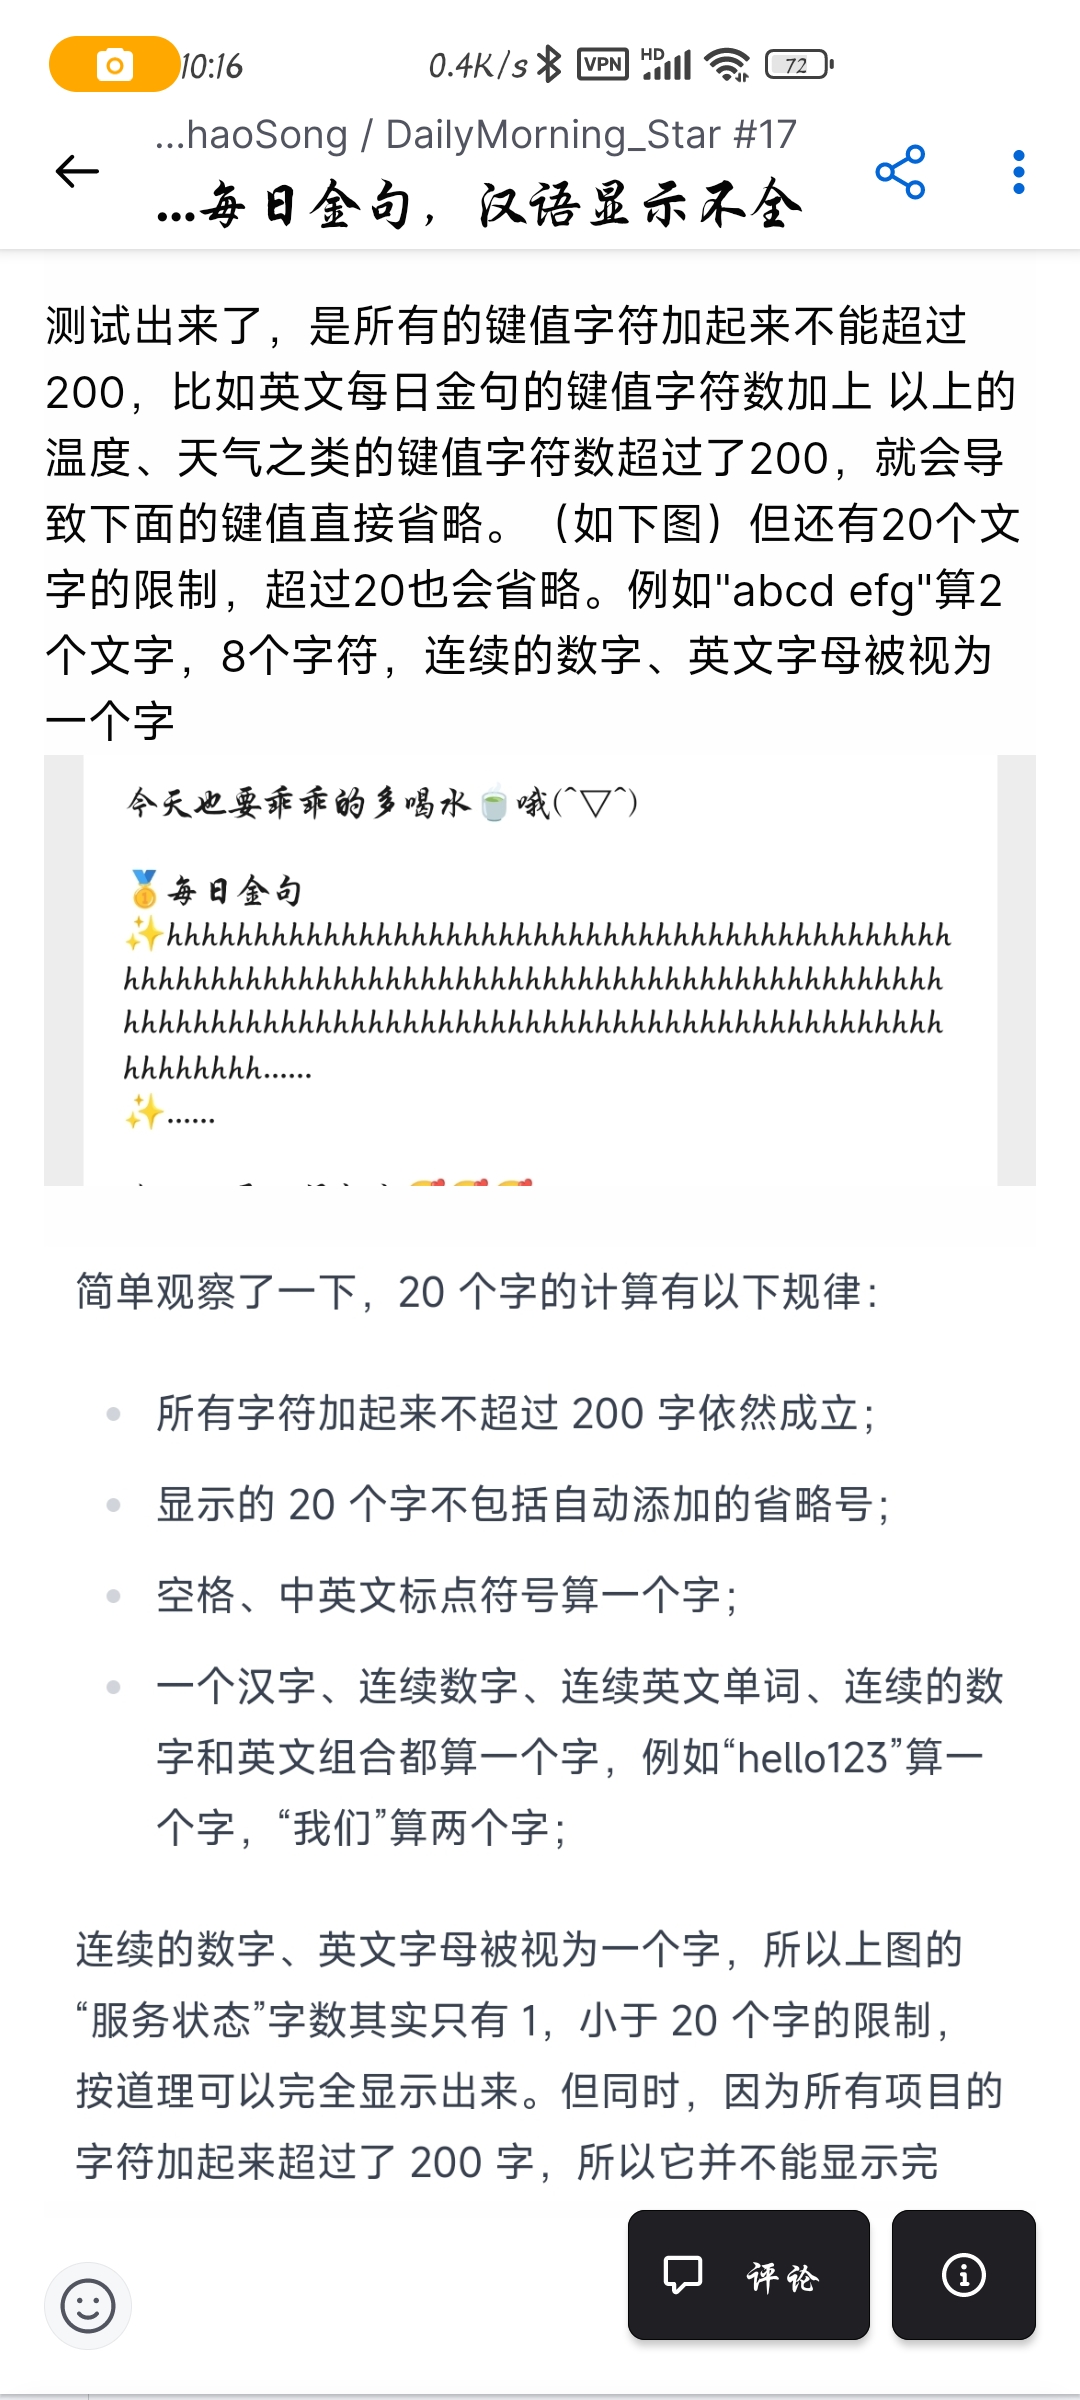 10:16 0.4K/s VPN HD 72
...haoSong / DailyMorning_Star #17
...每日金句，汉语显示不全
测试出来了，是所有的键值字符加起来不能超过
200，比如英文每日金句的键值字符数加上 以上的
温度、天气之类的键值字符数超过了200，就会导
致下面的键值直接省略。（如下图）但还有20个文
字的限制，超过20也会省略。例如"abcd efg"算2
个文字，8个字符，连续的数字、英文字母被视为
一个字
今天也要乖乖的多喝水🍵哦(^▽^)
🥇每日金句
✨hhhhhhhhhhhhhhhhhhhhhhhhhhhhhhhhhhhhhhhhhhhhh
hhhhhhhhhhhhhhhhhhhhhhhhhhhhhhhhhhhhhhhhhhhhhhh
hhhhhhhhhhhhhhhhhhhhhhhhhhhhhhhhhhhhhhhhhhhhhhh
hhhhhhhh......
✨......
简单观察了一下，20 个字的计算有以下规律：
所有字符加起来不超过 200 字依然成立；
显示的 20 个字不包括自动添加的省略号；
空格、中英文标点符号算一个字；
一个汉字、连续数字、连续英文单词、连续的数
字和英文组合都算一个字，例如“hello123”算一
个字，“我们”算两个字；
连续的数字、英文字母被视为一个字，所以上图的
“服务状态”字数其实只有 1，小于 20 个字的限制，
按道理可以完全显示出来。但同时，因为所有项目的
字符加起来超过了 200 字，所以它并不能显示完
评论